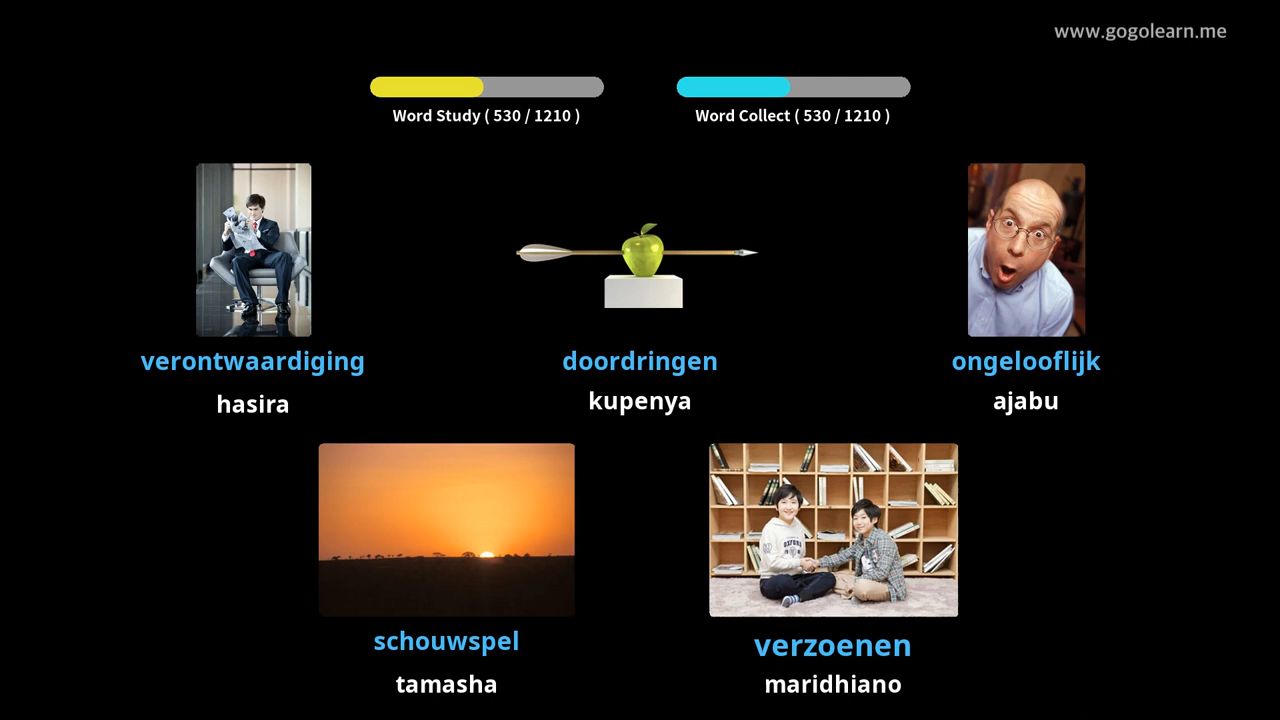 www.gogolearn.me
Word Study ( 530 / 1210 )
Word Collect ( 530 / 1210 )
verontwaardiging
hasira
doordringen
kupenya
ongelooflijk
ajabu
schouwspel
tamasha
verzoenen
maridhiano